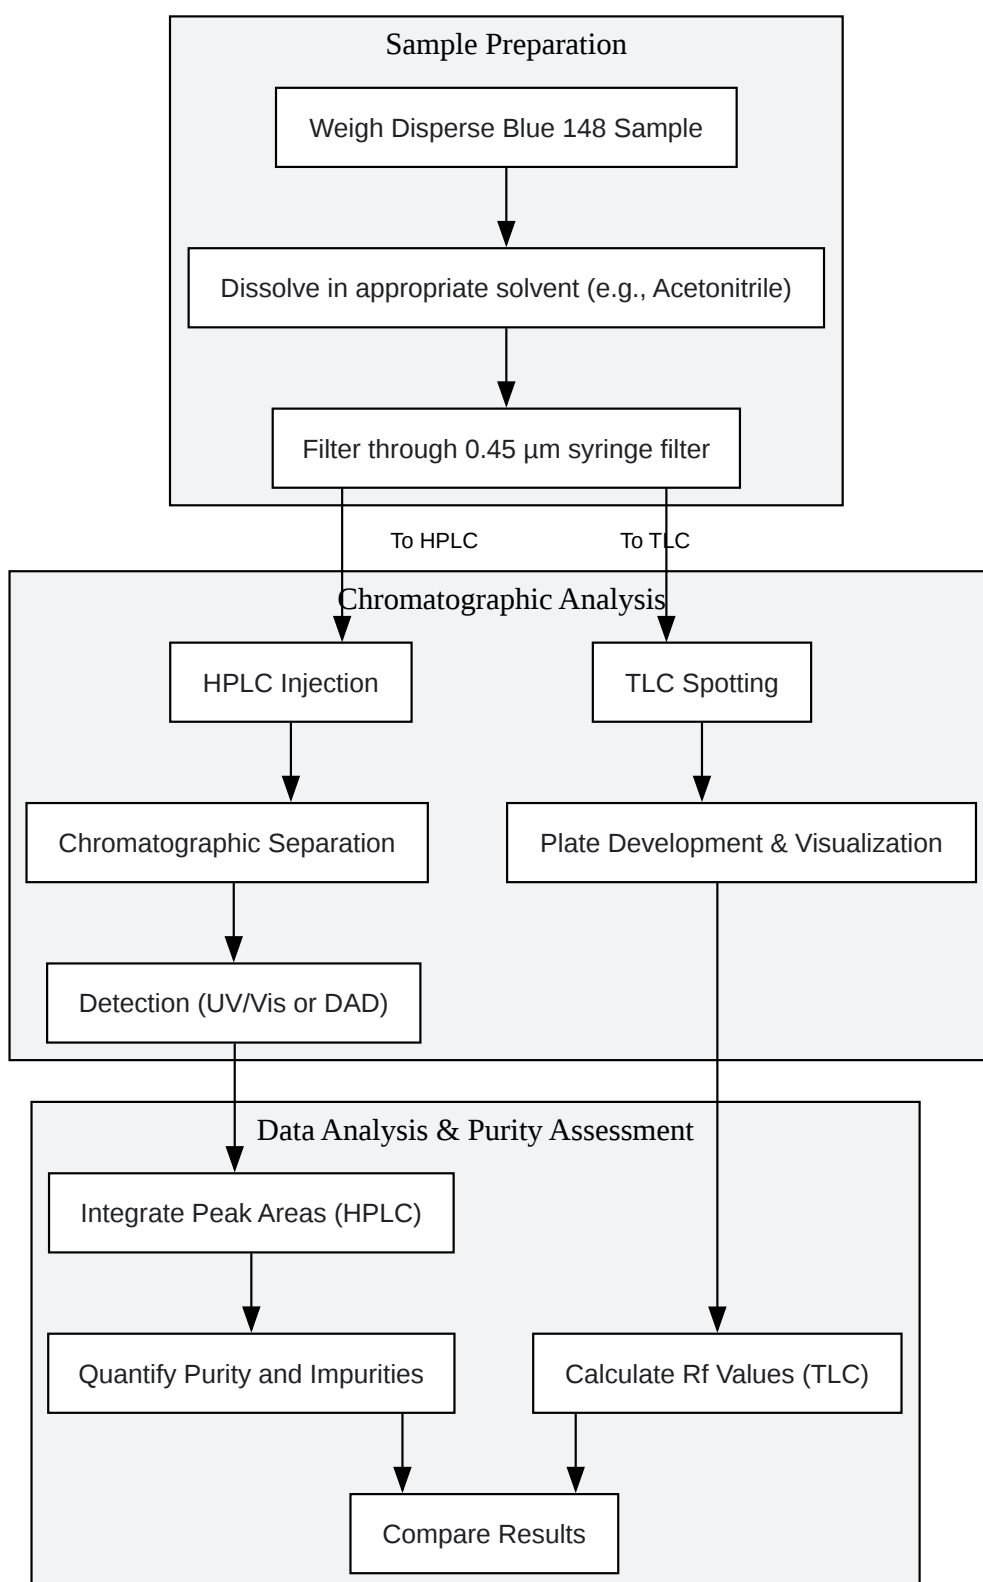 Sample Preparation
Weigh Disperse Blue 148 Sample
Dissolve in appropriate solvent (e.g., Acetonitrile)
Filter through 0.45 µm syringe filter
To HPLC
To TLC
Chromatographic Analysis
HPLC Injection
TLC Spotting
Chromatographic Separation
Plate Development & Visualization
Detection (UV/Vis or DAD)
Data Analysis & Purity Assessment
Integrate Peak Areas (HPLC)
Quantify Purity and Impurities
Calculate Rf Values (TLC)
Compare Results